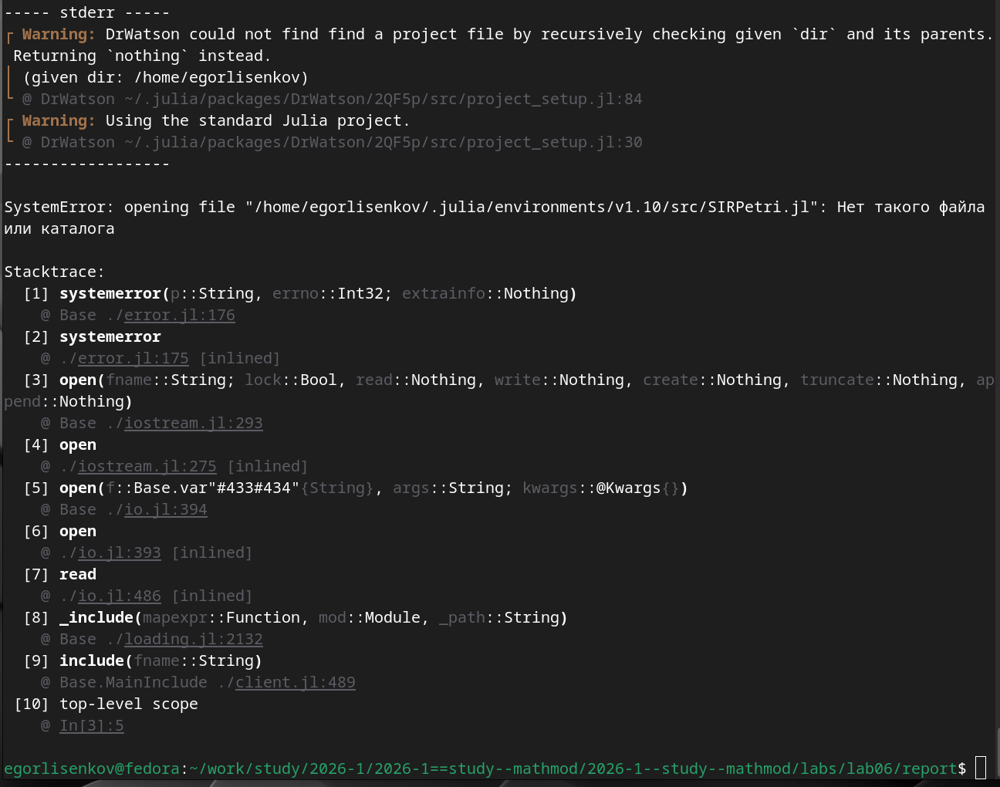 ----- stderr -----
┌ Warning: DrWatson could not find find a project file by recursively checking given `dir` and its parents.
 Returning `nothing` instead.
│ (given dir: /home/egorlisenkov)
└ @ DrWatson ~/.julia/packages/DrWatson/2QF5p/src/project_setup.jl:84
┌ Warning: Using the standard Julia project.
└ @ DrWatson ~/.julia/packages/DrWatson/2QF5p/src/project_setup.jl:30
------------------
SystemError: opening file "/home/egorlisenkov/.julia/environments/v1.10/src/SIRPetri.jl": Нет такого файла
или каталога
Stacktrace:
  [1] systemerror(p::String, errno::Int32; extrainfo::Nothing)
    @ Base ./error.jl:176
  [2] systemerror
    @ ./error.jl:175 [inlined]
  [3] open(fname::String; lock::Bool, read::Nothing, write::Nothing, create::Nothing, truncate::Nothing, ap
pend::Nothing)
    @ Base ./iostream.jl:293
  [4] open
    @ ./iostream.jl:275 [inlined]
  [5] open(f::Base.var"#433#434"{String}, args::String; kwargs::@Kwargs{})
    @ Base ./io.jl:394
  [6] open
    @ ./io.jl:393 [inlined]
  [7] read
    @ ./io.jl:486 [inlined]
  [8] _include(mapexpr::Function, mod::Module, _path::String)
    @ Base ./loading.jl:2132
  [9] include(fname::String)
    @ Base.MainInclude ./client.jl:489
 [10] top-level scope
    @ In[3]:5
egorlisenkov@fedora:~/work/study/2026-1/2026-1==study--mathmod/2026-1--study--mathmod/labs/lab06/report$